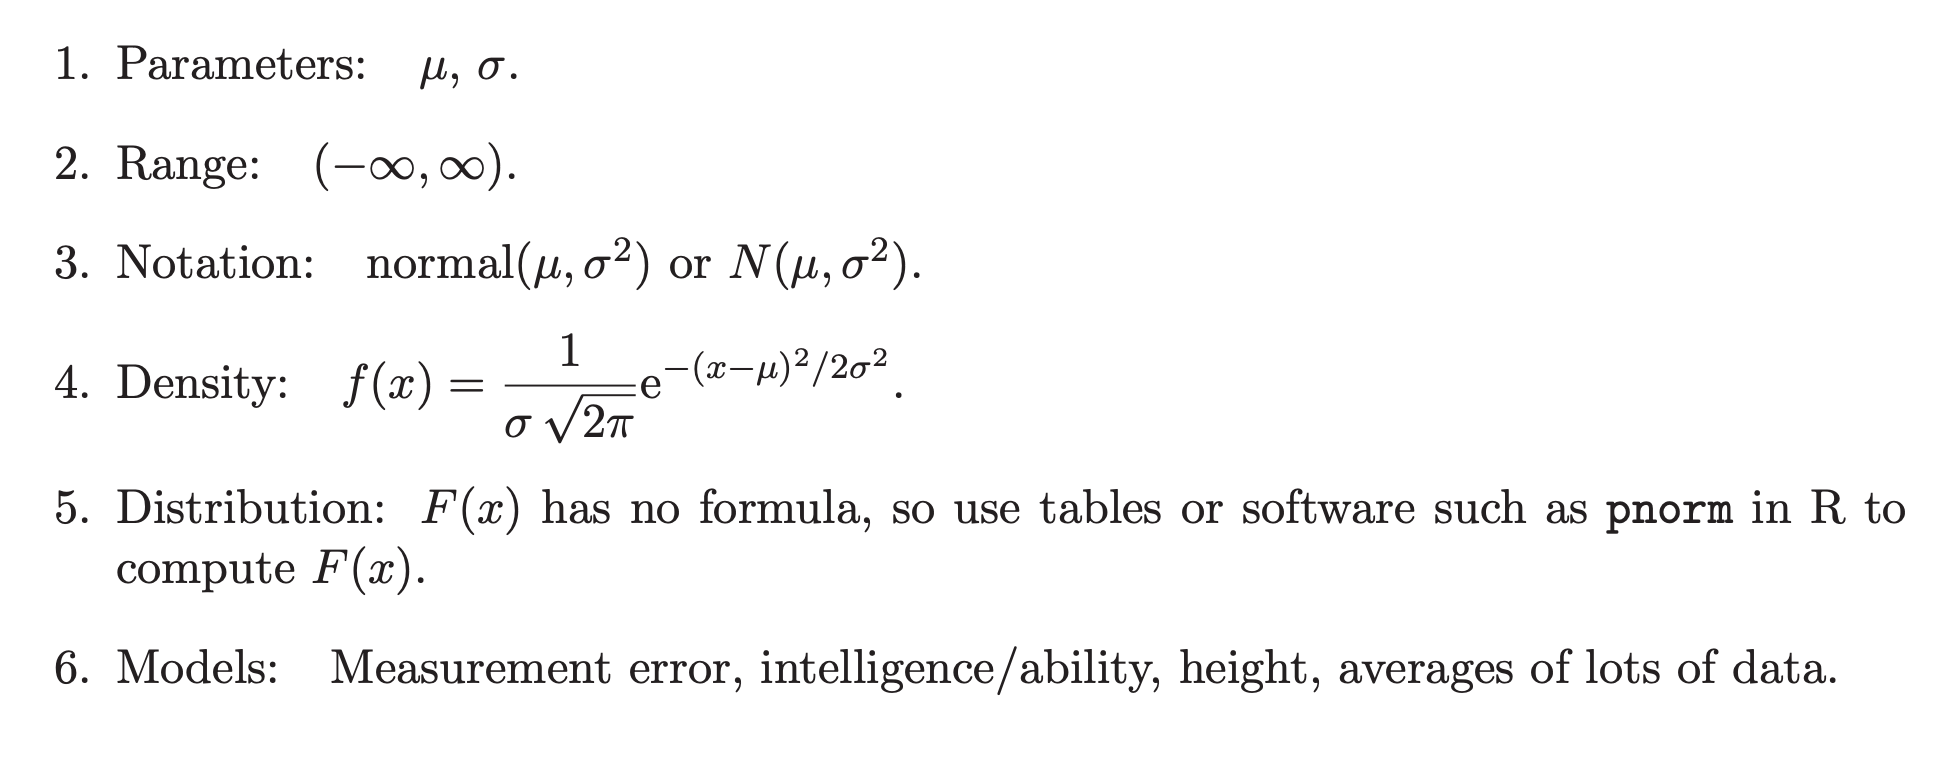 1. Parameters: μ, σ.
2. Range: (−∞, ∞).
3. Notation: normal(μ, σ²) or N(μ, σ²).
4. Density: f(x) = \frac{1}{σ √2π} e^{−(x−μ)²/2σ²}.
5. Distribution: F(x) has no formula, so use tables or software such as pnorm in R to
compute F(x).
6. Models: Measurement error, intelligence/ability, height, averages of lots of data.